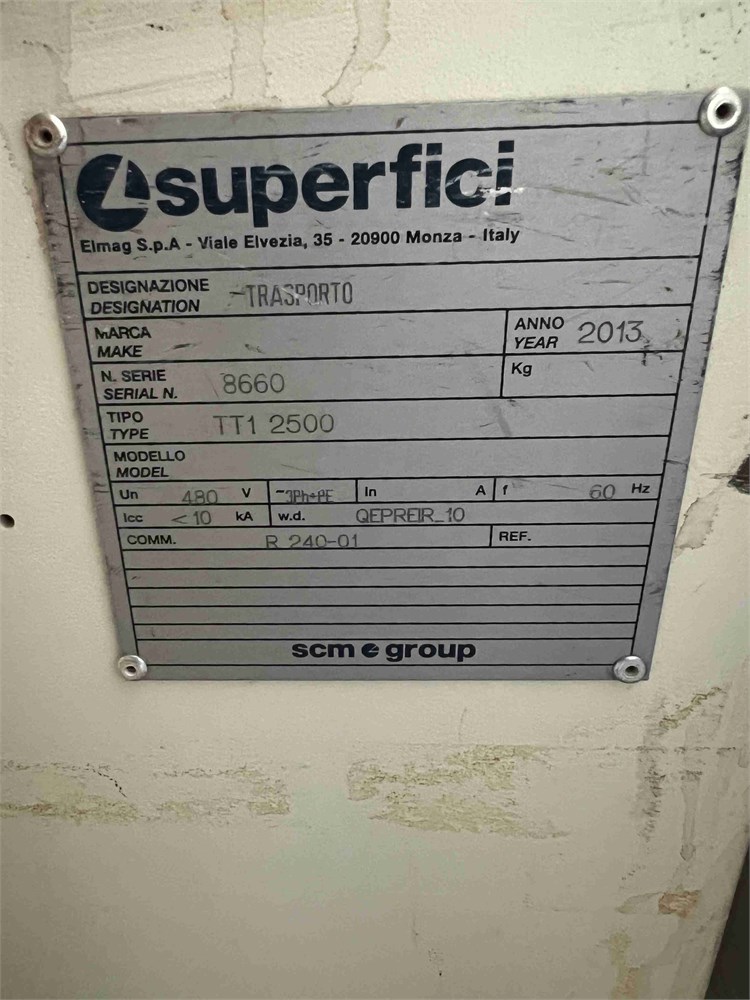 superfici
Elmag S.p.A - Viale Elvezia, 35 - 20900 Monza - Italy
DESIGNAZIONE
DESIGNATION TRASPORTO
MARCA
MAKE
ANNO
YEAR 2013
N. SERIE
SERIAL N. 8660
Kg
TIPO
TYPE TT1 2500
MODELLO
MODEL
Un 480 V ~3Ph+PE In A f 60 Hz
Icc <10 kA w.d. QEPREIR_10
COMM. R 240-01 REF.
scm group